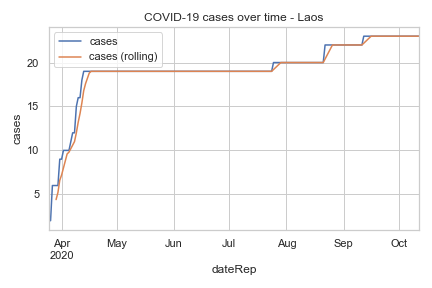 COVID-19 cases over time - Laos
cases
cases (rolling)
20
15
10
5
cases
Apr
2020
May
Jun
Jul
Aug
Sep
Oct
dateRep